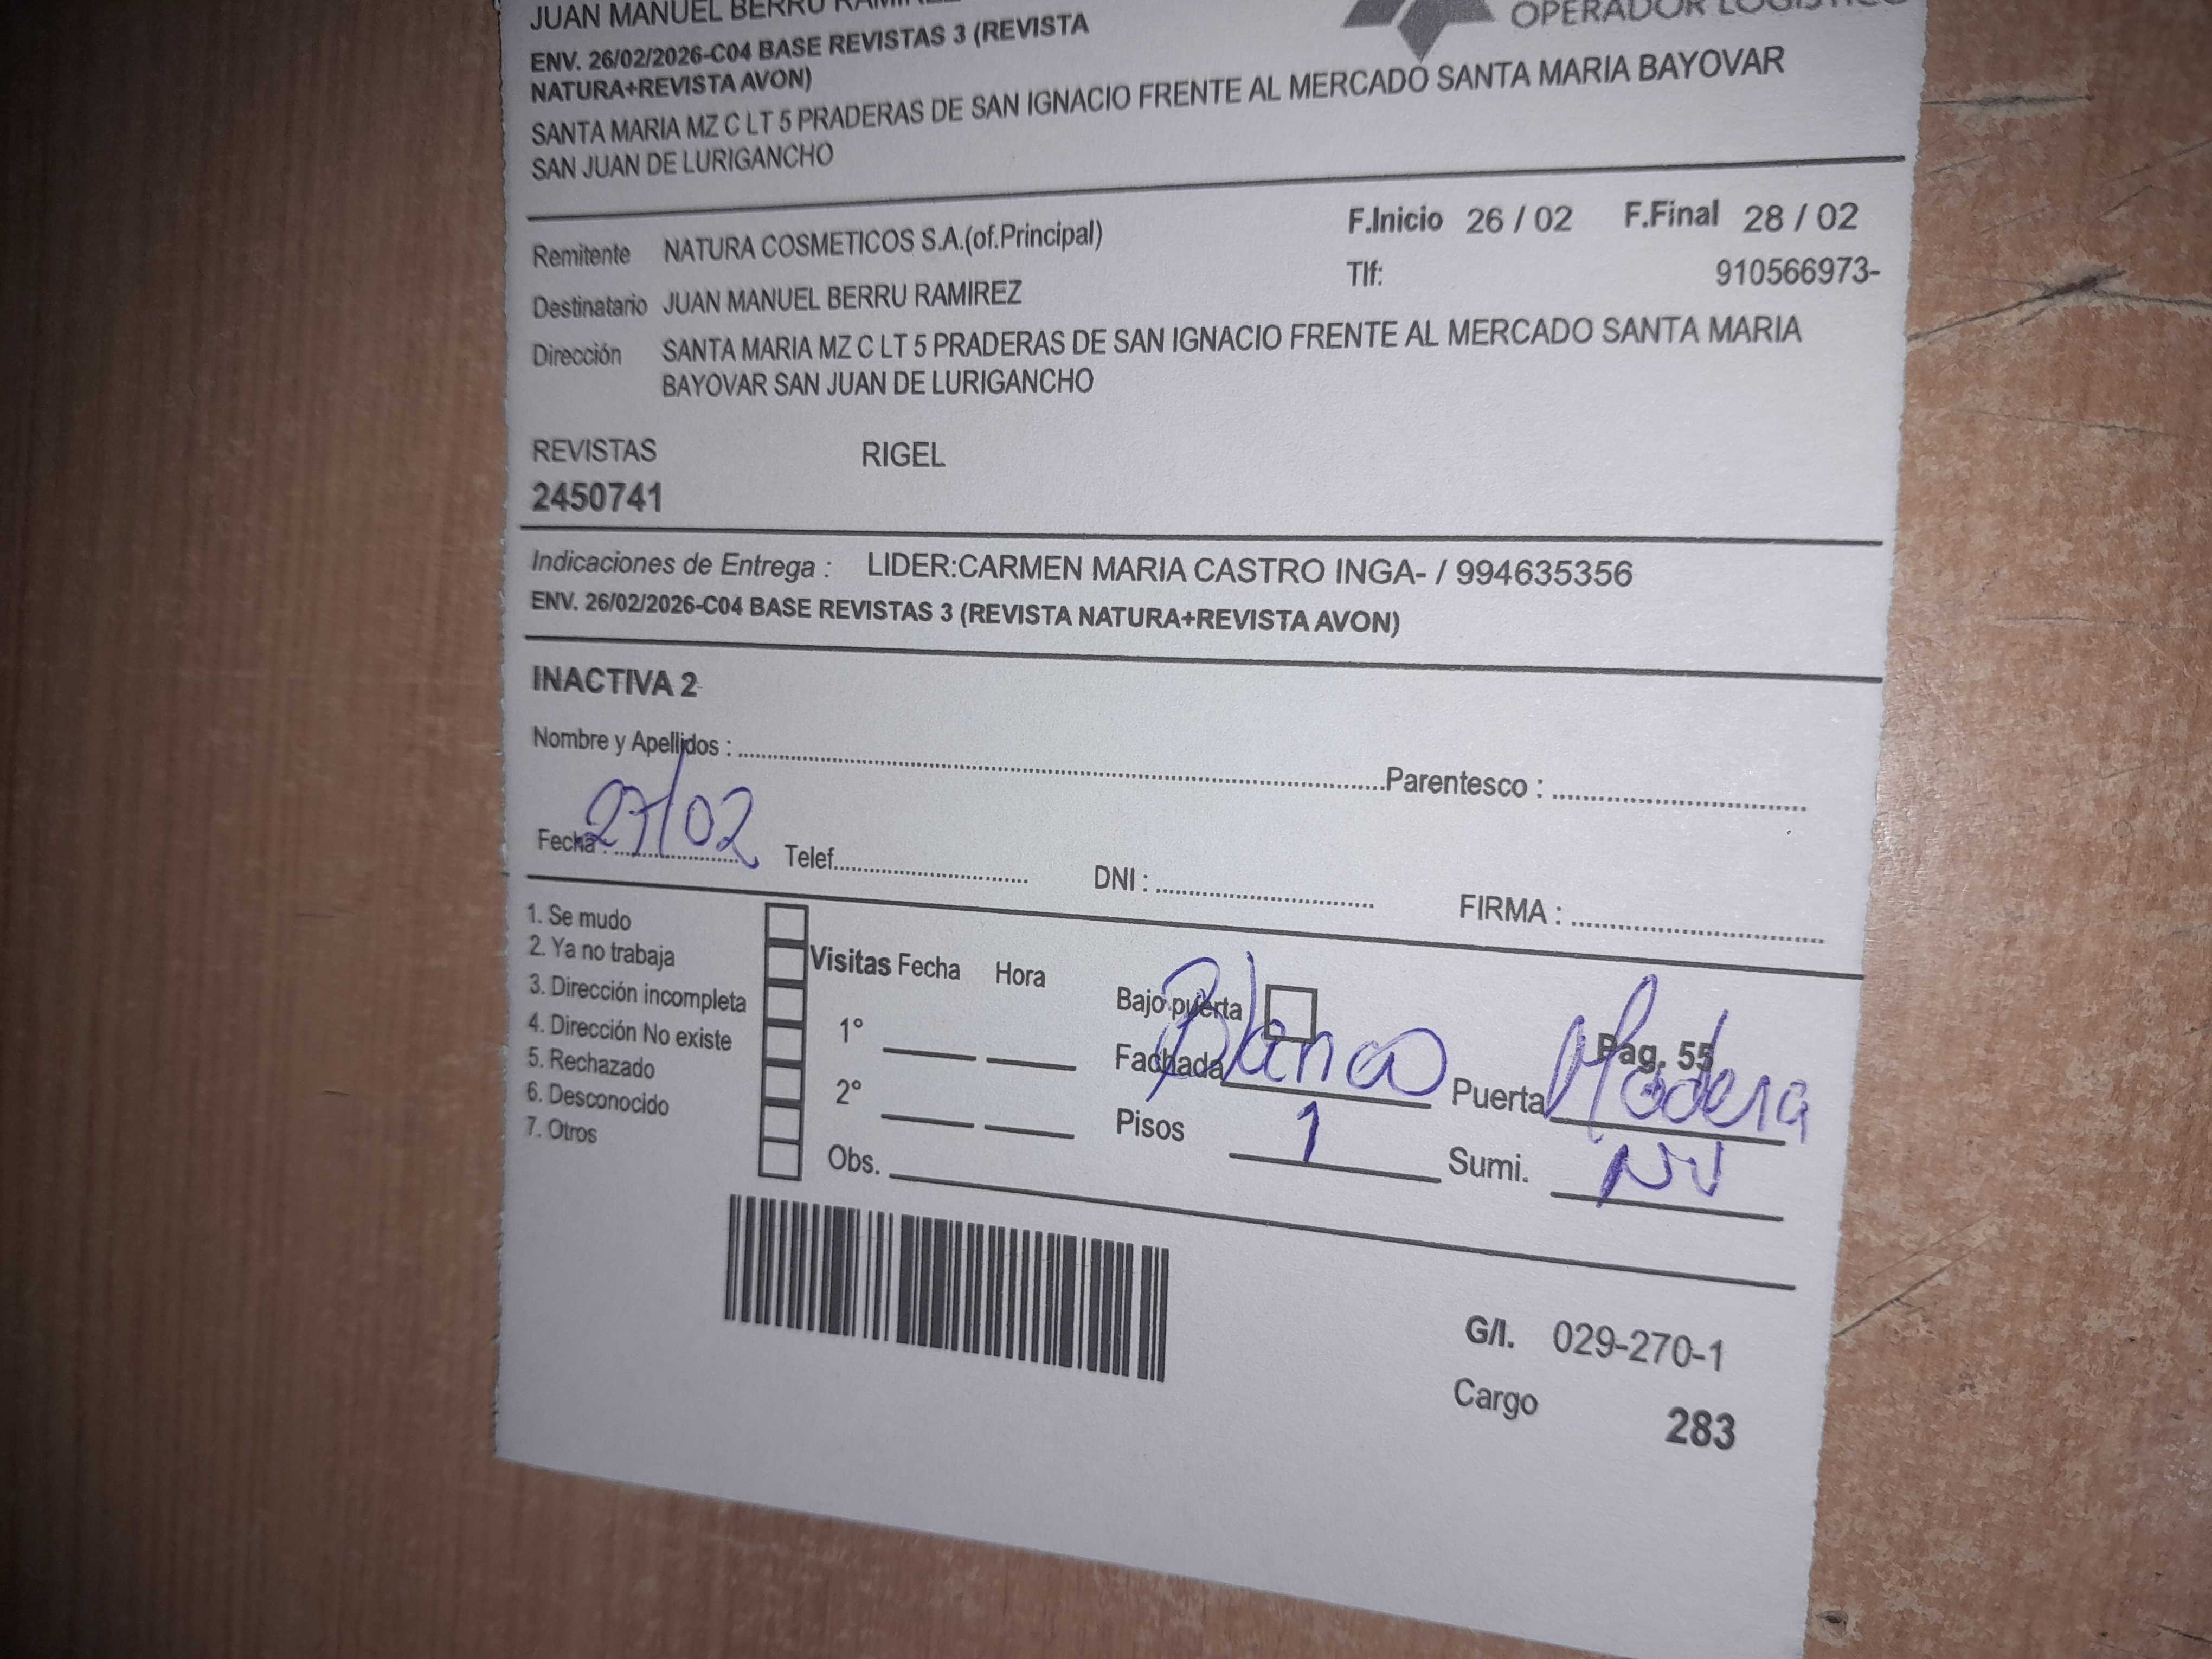 JUAN MANUEL BERRU
OPERADOR LOGISTICO
ENV. 26/02/2026-C04 BASE REVISTAS 3 (REVISTA
NATURA+REVISTA AVON)
SANTA MARIA MZ C LT 5 PRADERAS DE SAN IGNACIO FRENTE AL MERCADO SANTA MARIA BAYOVAR
SAN JUAN DE LURIGANCHO
F.Inicio 26 / 02 F.Final 28 / 02
Remitente NATURA COSMETICOS S.A.(of.Principal)
Tlf: 910566973-
Destinatario JUAN MANUEL BERRU RAMIREZ
Dirección SANTA MARIA MZ C LT 5 PRADERAS DE SAN IGNACIO FRENTE AL MERCADO SANTA MARIA
BAYOVAR SAN JUAN DE LURIGANCHO
REVISTAS RIGEL
2450741
Indicaciones de Entrega : LIDER:CARMEN MARIA CASTRO INGA- / 994635356
ENV. 26/02/2026-C04 BASE REVISTAS 3 (REVISTA NATURA+REVISTA AVON)
INACTIVA 2
Nombre y Apellidos : Parentesco :
Fecha : 27/02 Telef. DNI : FIRMA :
1. Se mudo
2. Ya no trabaja
3. Dirección incompleta
4. Dirección No existe
5. Rechazado
6. Desconocido
7. Otros
Visitas Fecha Hora
1°
2°
Obs.
Bajo puerta
Pag. 55
Fachada Blanco Puerta Madera
Pisos 1 Sumi. NV
G/I. 029-270-1
Cargo 283